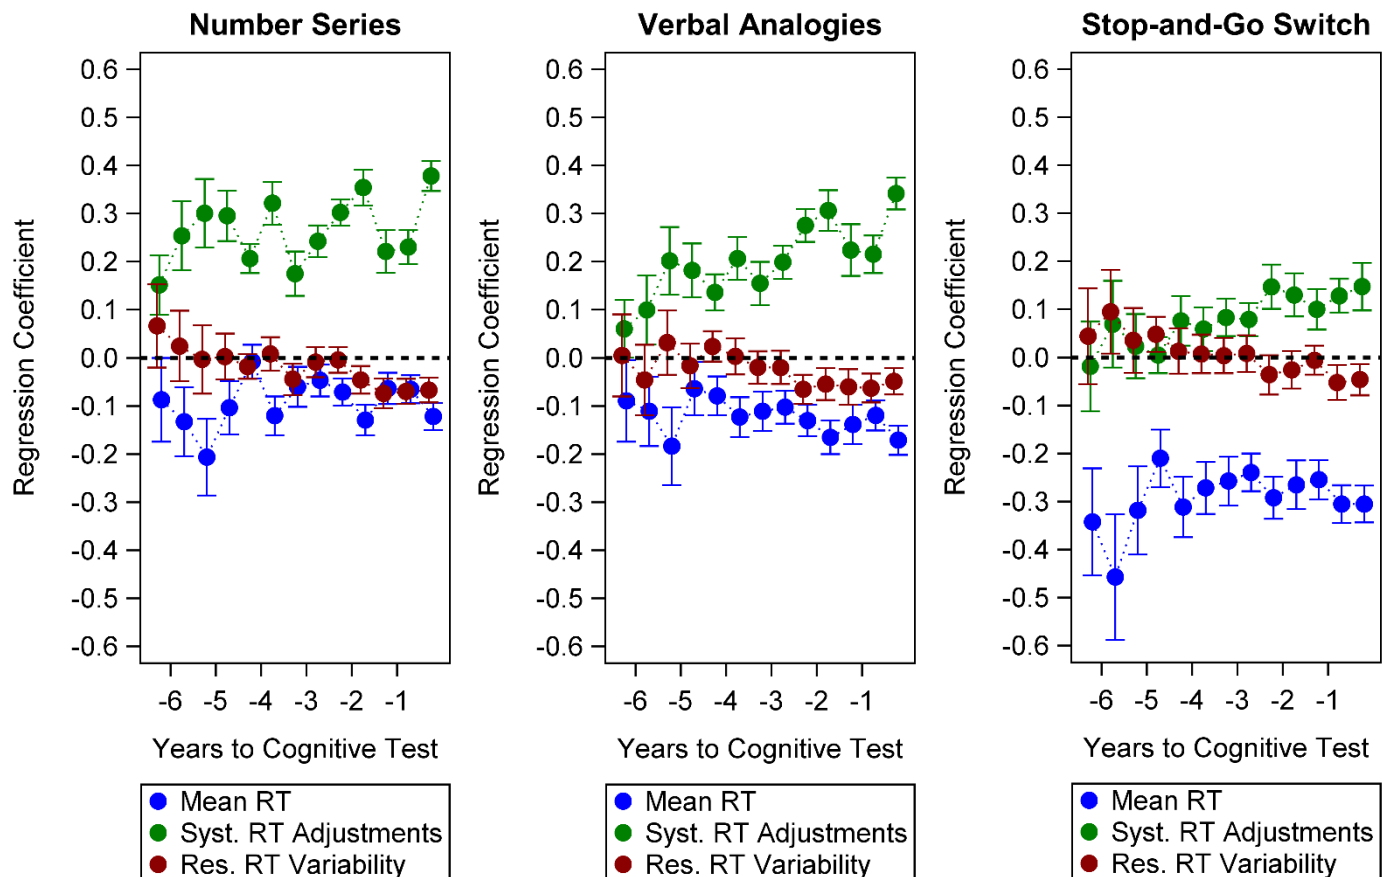 Number Series
Regression Coefficient
0.6
0.5
0.4
0.3
0.2
0.1
0.0
-0.1
-0.2
-0.3
-0.4
-0.5
-0.6
-6 -5 -4 -3 -2 -1
Years to Cognitive Test
Mean RT
Syst. RT Adjustments
Res. RT Variability
Verbal Analogies
Regression Coefficient
0.6
0.5
0.4
0.3
0.2
0.1
0.0
-0.1
-0.2
-0.3
-0.4
-0.5
-0.6
-6 -5 -4 -3 -2 -1
Years to Cognitive Test
Mean RT
Syst. RT Adjustments
Res. RT Variability
Stop-and-Go Switch
Regression Coefficient
0.6
0.5
0.4
0.3
0.2
0.1
0.0
-0.1
-0.2
-0.3
-0.4
-0.5
-0.6
-6 -5 -4 -3 -2 -1
Years to Cognitive Test
Mean RT
Syst. RT Adjustments
Res. RT Variability